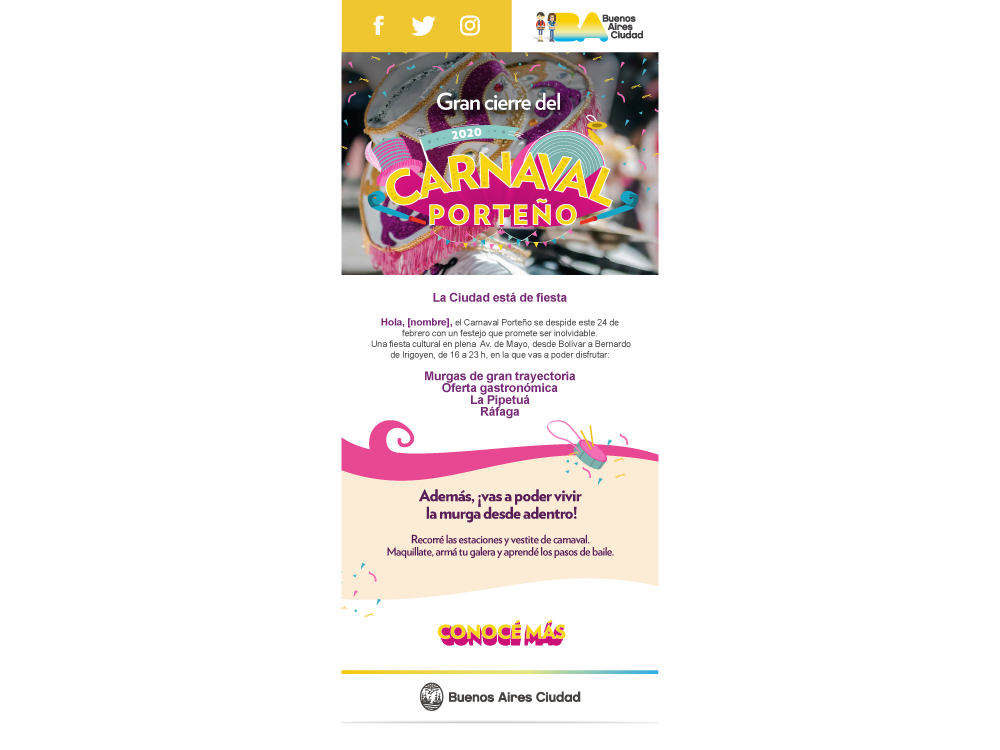 BA Buenos
Aires
Ciudad
Gran cierre del
2020
CARNAVAL
PORTEÑO
La Ciudad está de fiesta
Hola, [nombre], el Carnaval Porteño se despide este 24 de
febrero con un festejo que promete ser inolvidable.
Una fiesta cultural en plena Av. de Mayo, desde Bolívar a Bernardo
de Irigoyen, de 16 a 23 h, en la que vas a poder disfrutar:
Murgas de gran trayectoria
Oferta gastronómica
La Pipetuá
Ráfaga
Además, ¡vas a poder vivir
la murga desde adentro!
Recorré las estaciones y vestite de carnaval.
Maquillate, armá tu galera y aprendé los pasos de baile.
CONOCÉ MÁS
Buenos Aires Ciudad